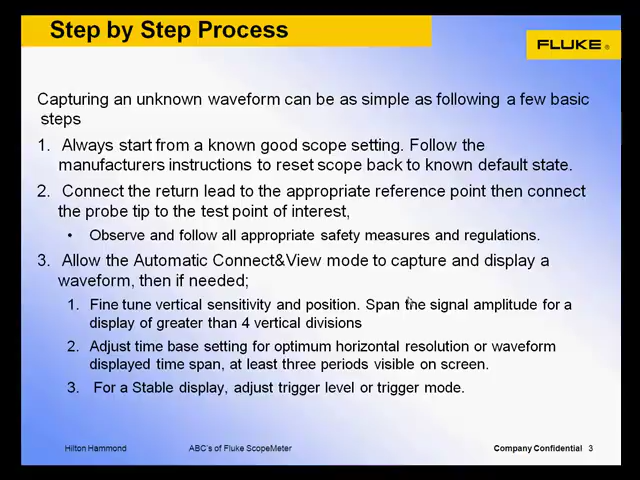 Step by Step Process
FLUKE
Capturing an unknown waveform can be as simple as following a few basic
steps
1. Always start from a known good scope setting. Follow the
manufacturers instructions to reset scope back to known default state.
2. Connect the return lead to the appropriate reference point then connect
the probe tip to the test point of interest,
• Observe and follow all appropriate safety measures and regulations.
3. Allow the Automatic Connect&View mode to capture and display a
waveform, then if needed;
1. Fine tune vertical sensitivity and position. Span the signal amplitude for a
display of greater than 4 vertical divisions
2. Adjust time base setting for optimum horizontal resolution or waveform
displayed time span, at least three periods visible on screen.
3. For a Stable display, adjust trigger level or trigger mode.
Hilton Hammond ABC's of Fluke ScopeMeter Company Confidential 3